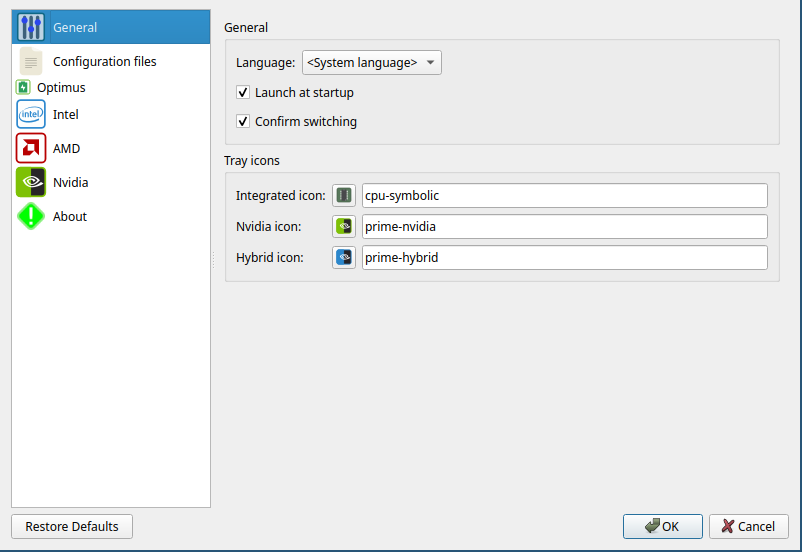 General
Configuration files
Optimus
intel
Intel
AMD
Nvidia
About
General
Language: <System language>
Launch at startup
Confirm switching
Tray icons
Integrated icon: cpu-symbolic
Nvidia icon: prime-nvidia
Hybrid icon: prime-hybrid
Restore Defaults
OK
Cancel